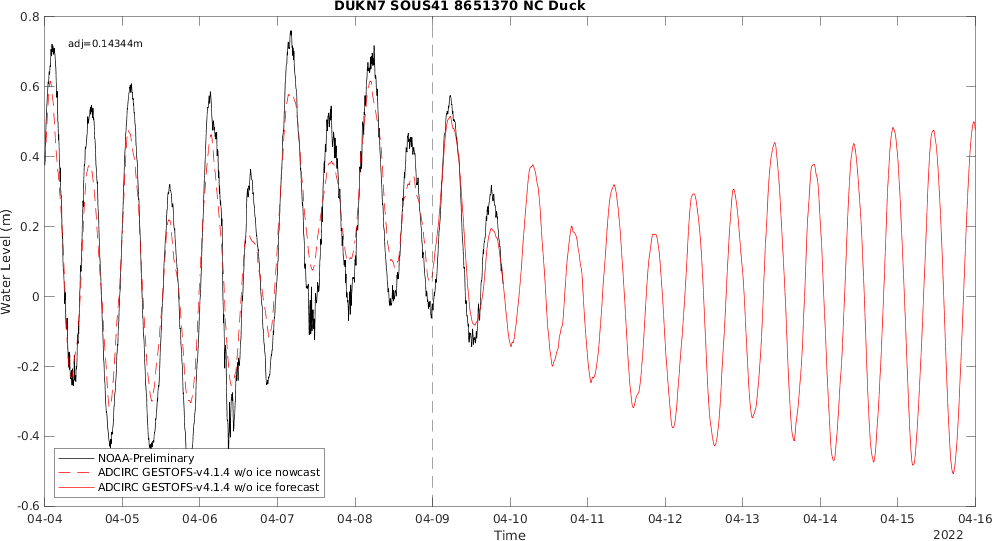 DUKN7 SOUS41 8651370 NC Duck
adj=0.14344m
0.8
0.6
0.4
0.2
0
-0.2
-0.4
-0.6
Water Level (m)
NOAA-Preliminary
ADCIRC GESTOFS-v4.1.4 w/o ice nowcast
ADCIRC GESTOFS-v4.1.4 w/o ice forecast
04-04 04-05 04-06 04-07 04-08 04-09 04-10 04-11 04-12 04-13 04-14 04-15 04-16
Time
2022